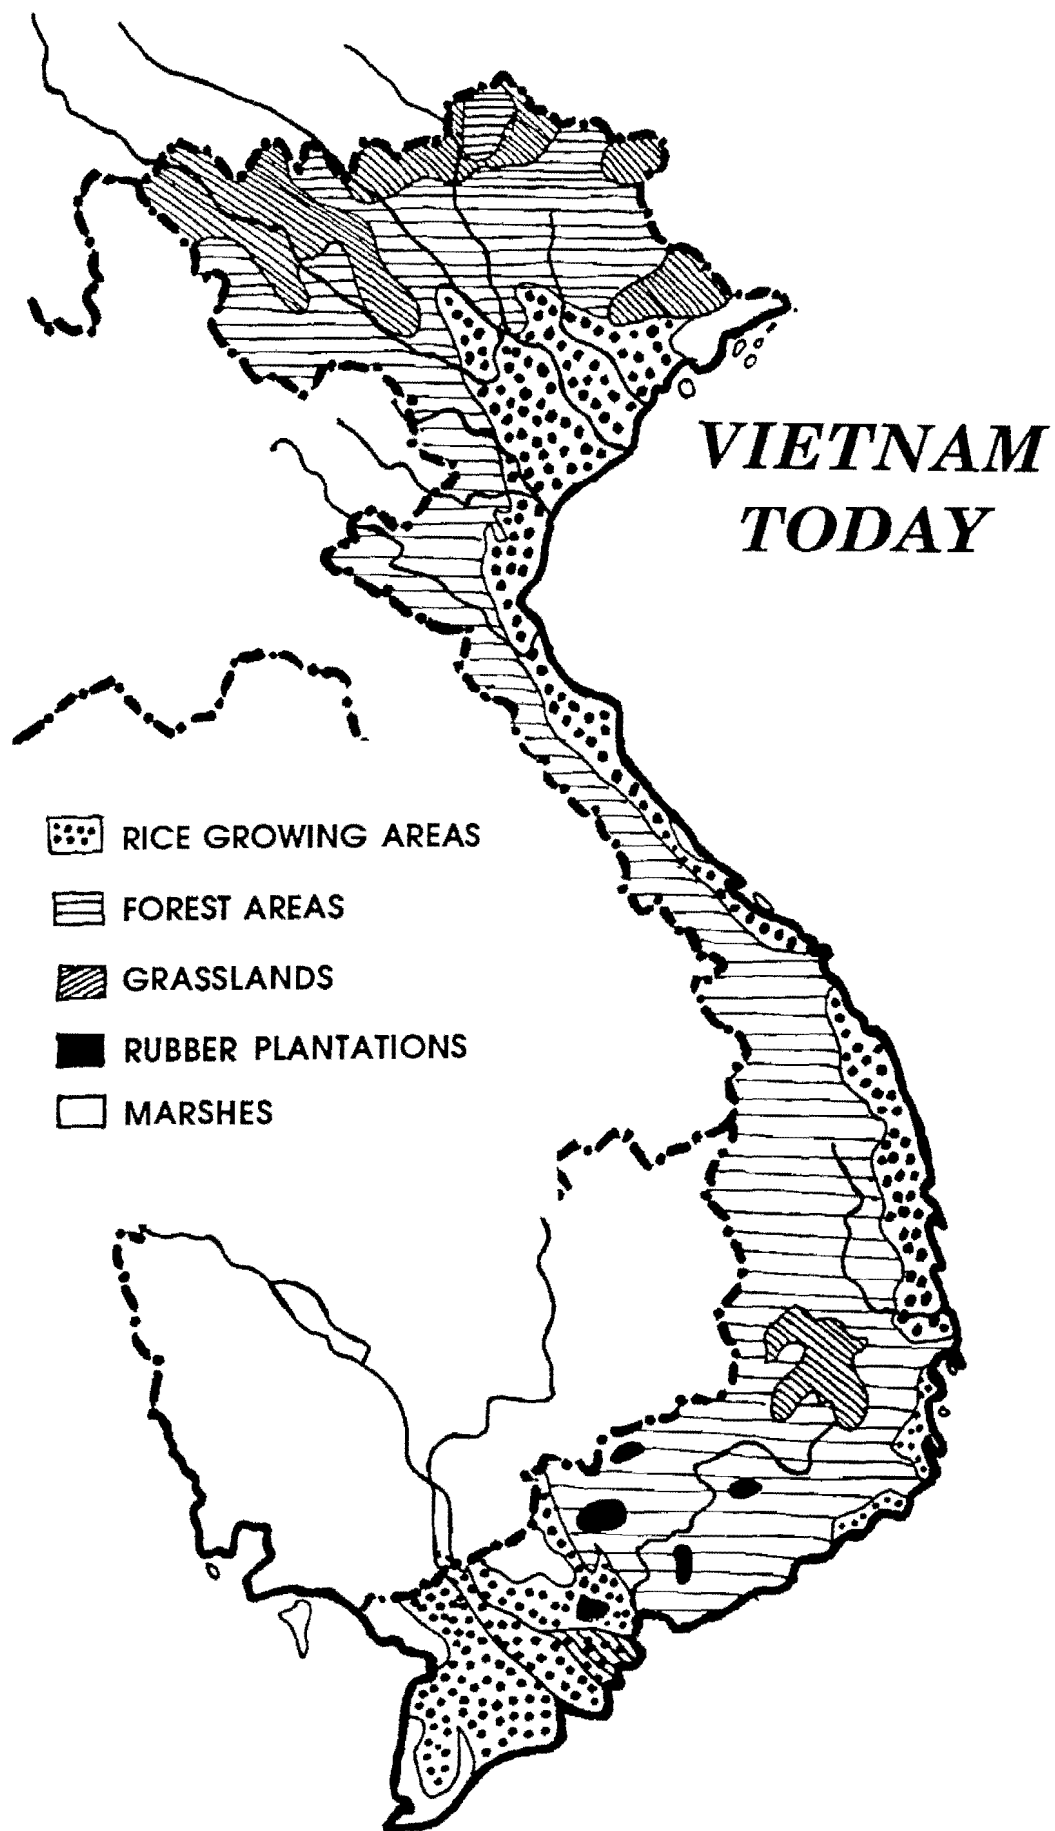 VIETNAM
TODAY
RICE GROWING AREAS
FOREST AREAS
GRASSLANDS
RUBBER PLANTATIONS
MARSHES